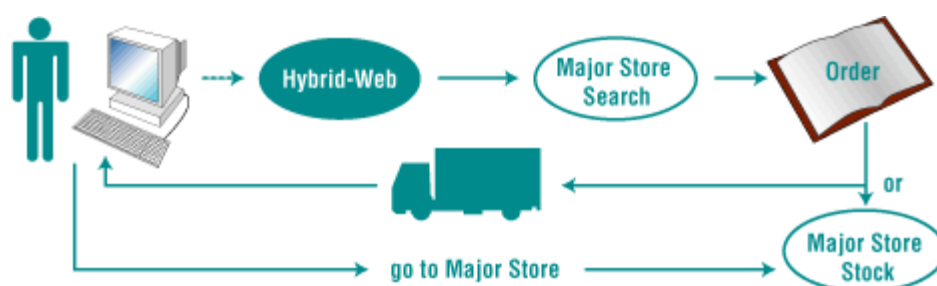 Hybrid-Web
Major Store
Search
Order
or
Major Store
Stock
go to Major Store